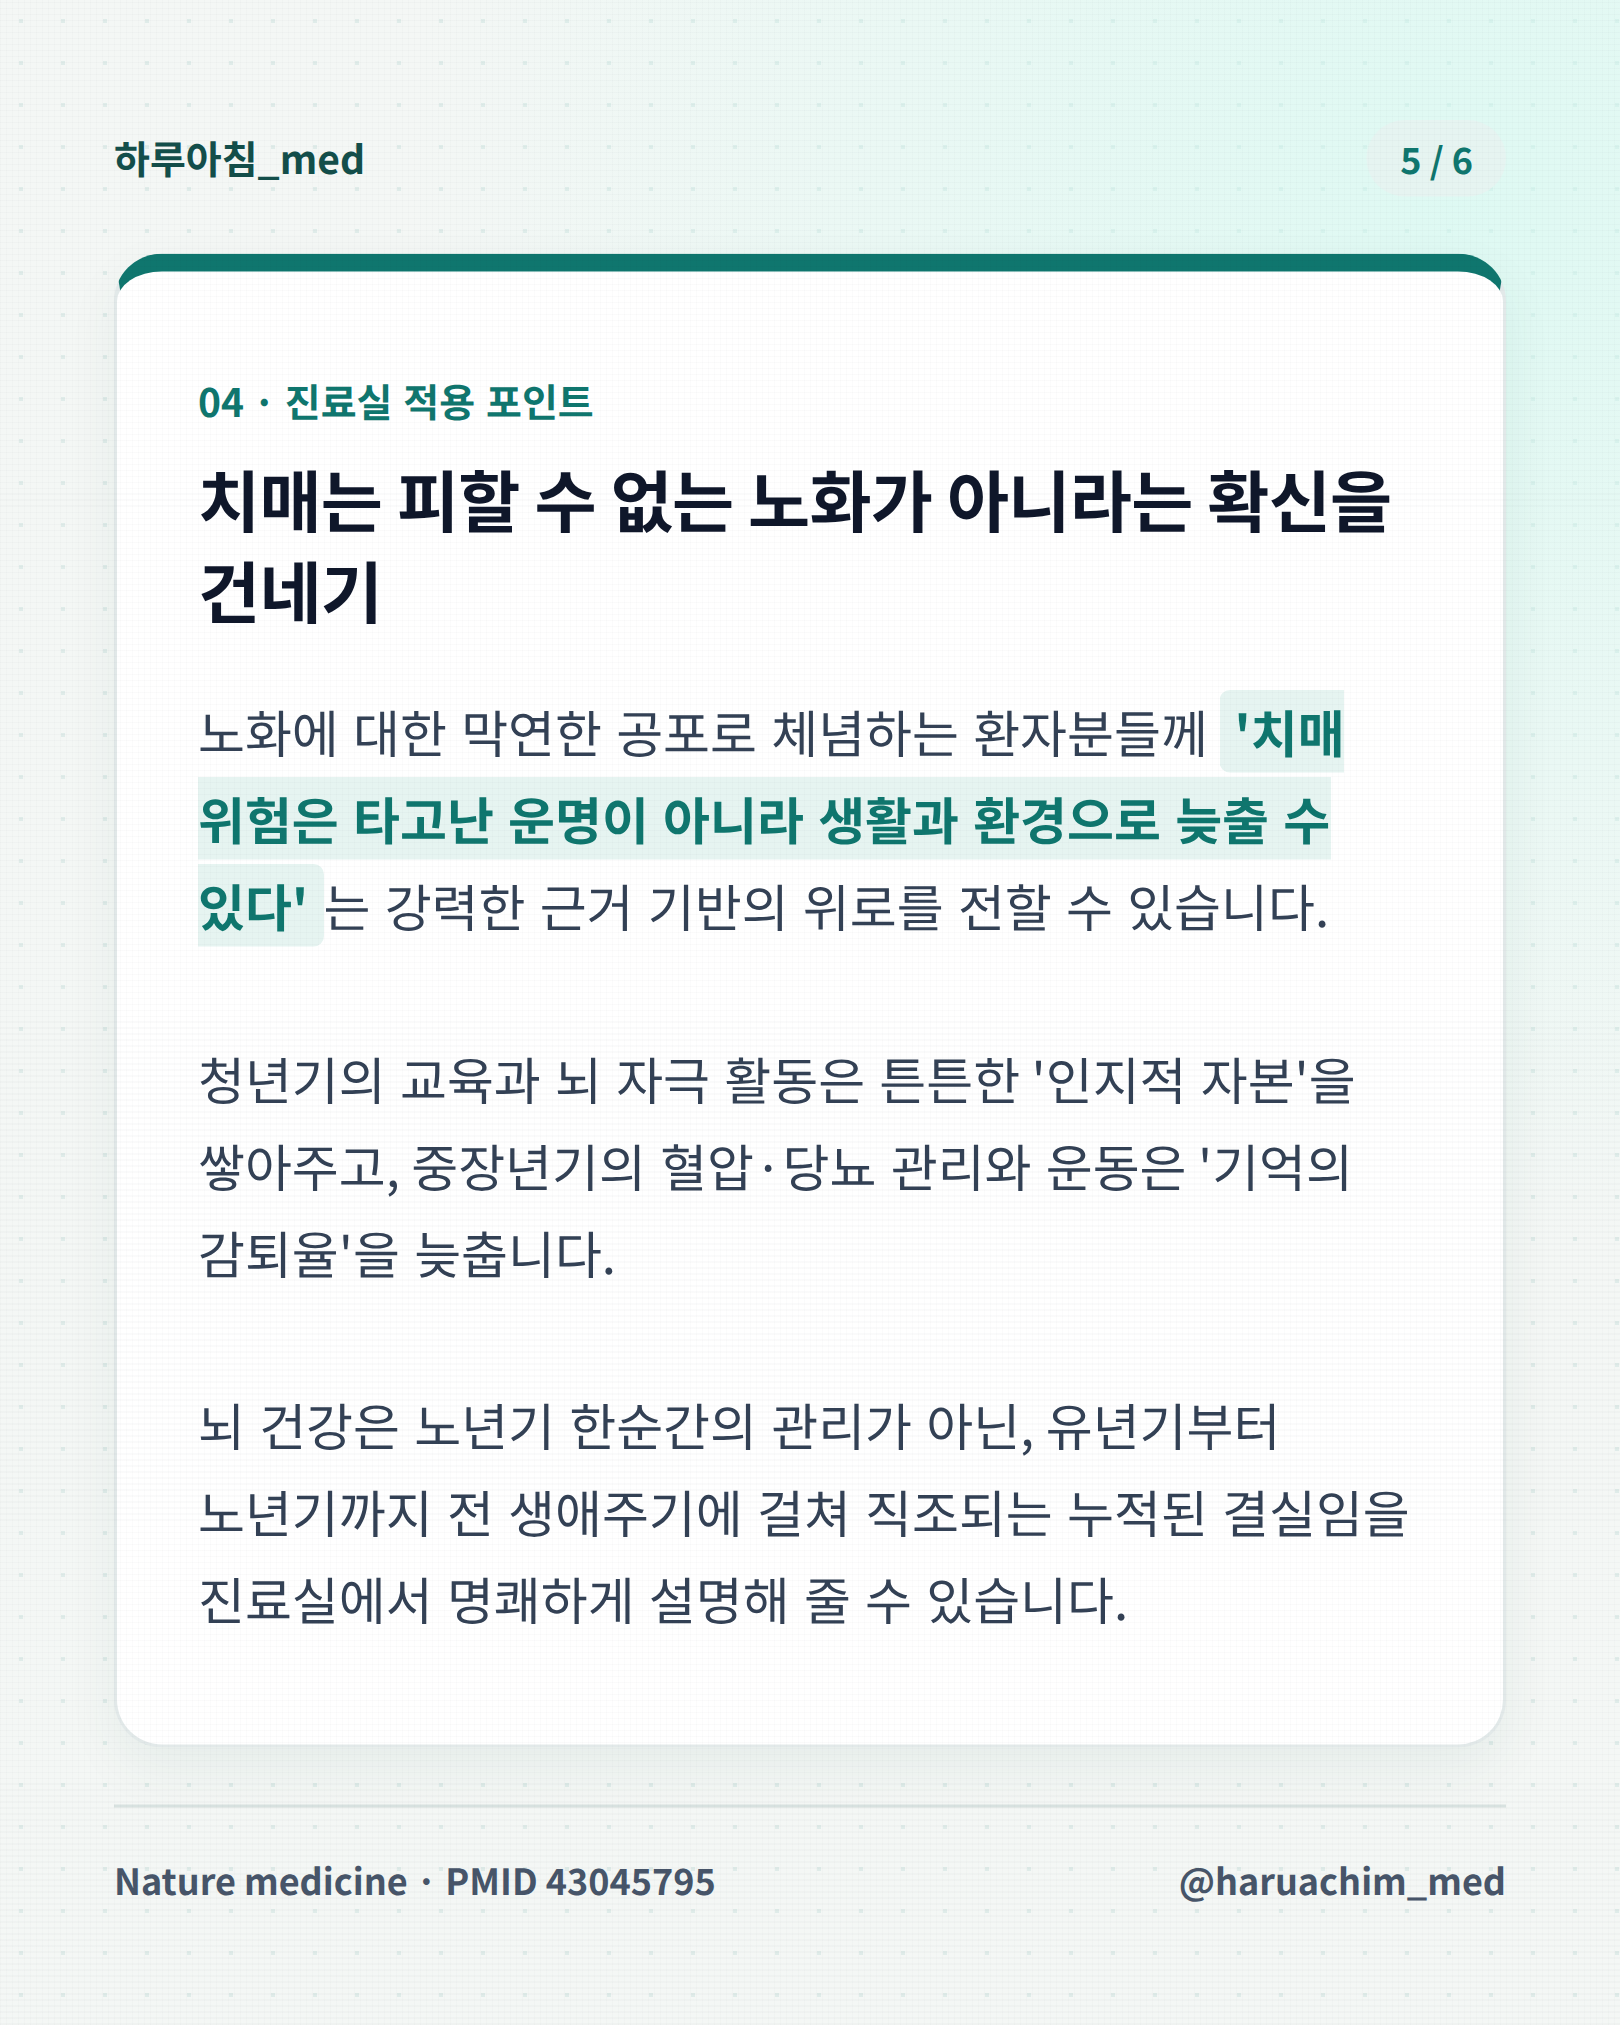 하루아침_med
5 / 6
04 · 진료실 적용 포인트
치매는 피할 수 없는 노화가 아니라는 확신을
건네기
노화에 대한 막연한 공포로 체념하는 환자분들께 '치매
위험은 타고난 운명이 아니라 생활과 환경으로 늦출 수
있다'는 강력한 근거 기반의 위로를 전할 수 있습니다.
청년기의 교육과 뇌 자극 활동은 튼튼한 '인지적 자본'을
쌓아주고, 중장년기의 혈압·당뇨 관리와 운동은 '기억의
감퇴율'을 늦춥니다.
뇌 건강은 노년기 한순간의 관리가 아닌, 유년기부터
노년기까지 전 생애주기에 걸쳐 직조되는 누적된 결실임을
진료실에서 명쾌하게 설명해 줄 수 있습니다.
Nature medicine · PMID 43045795
@haruachim_med